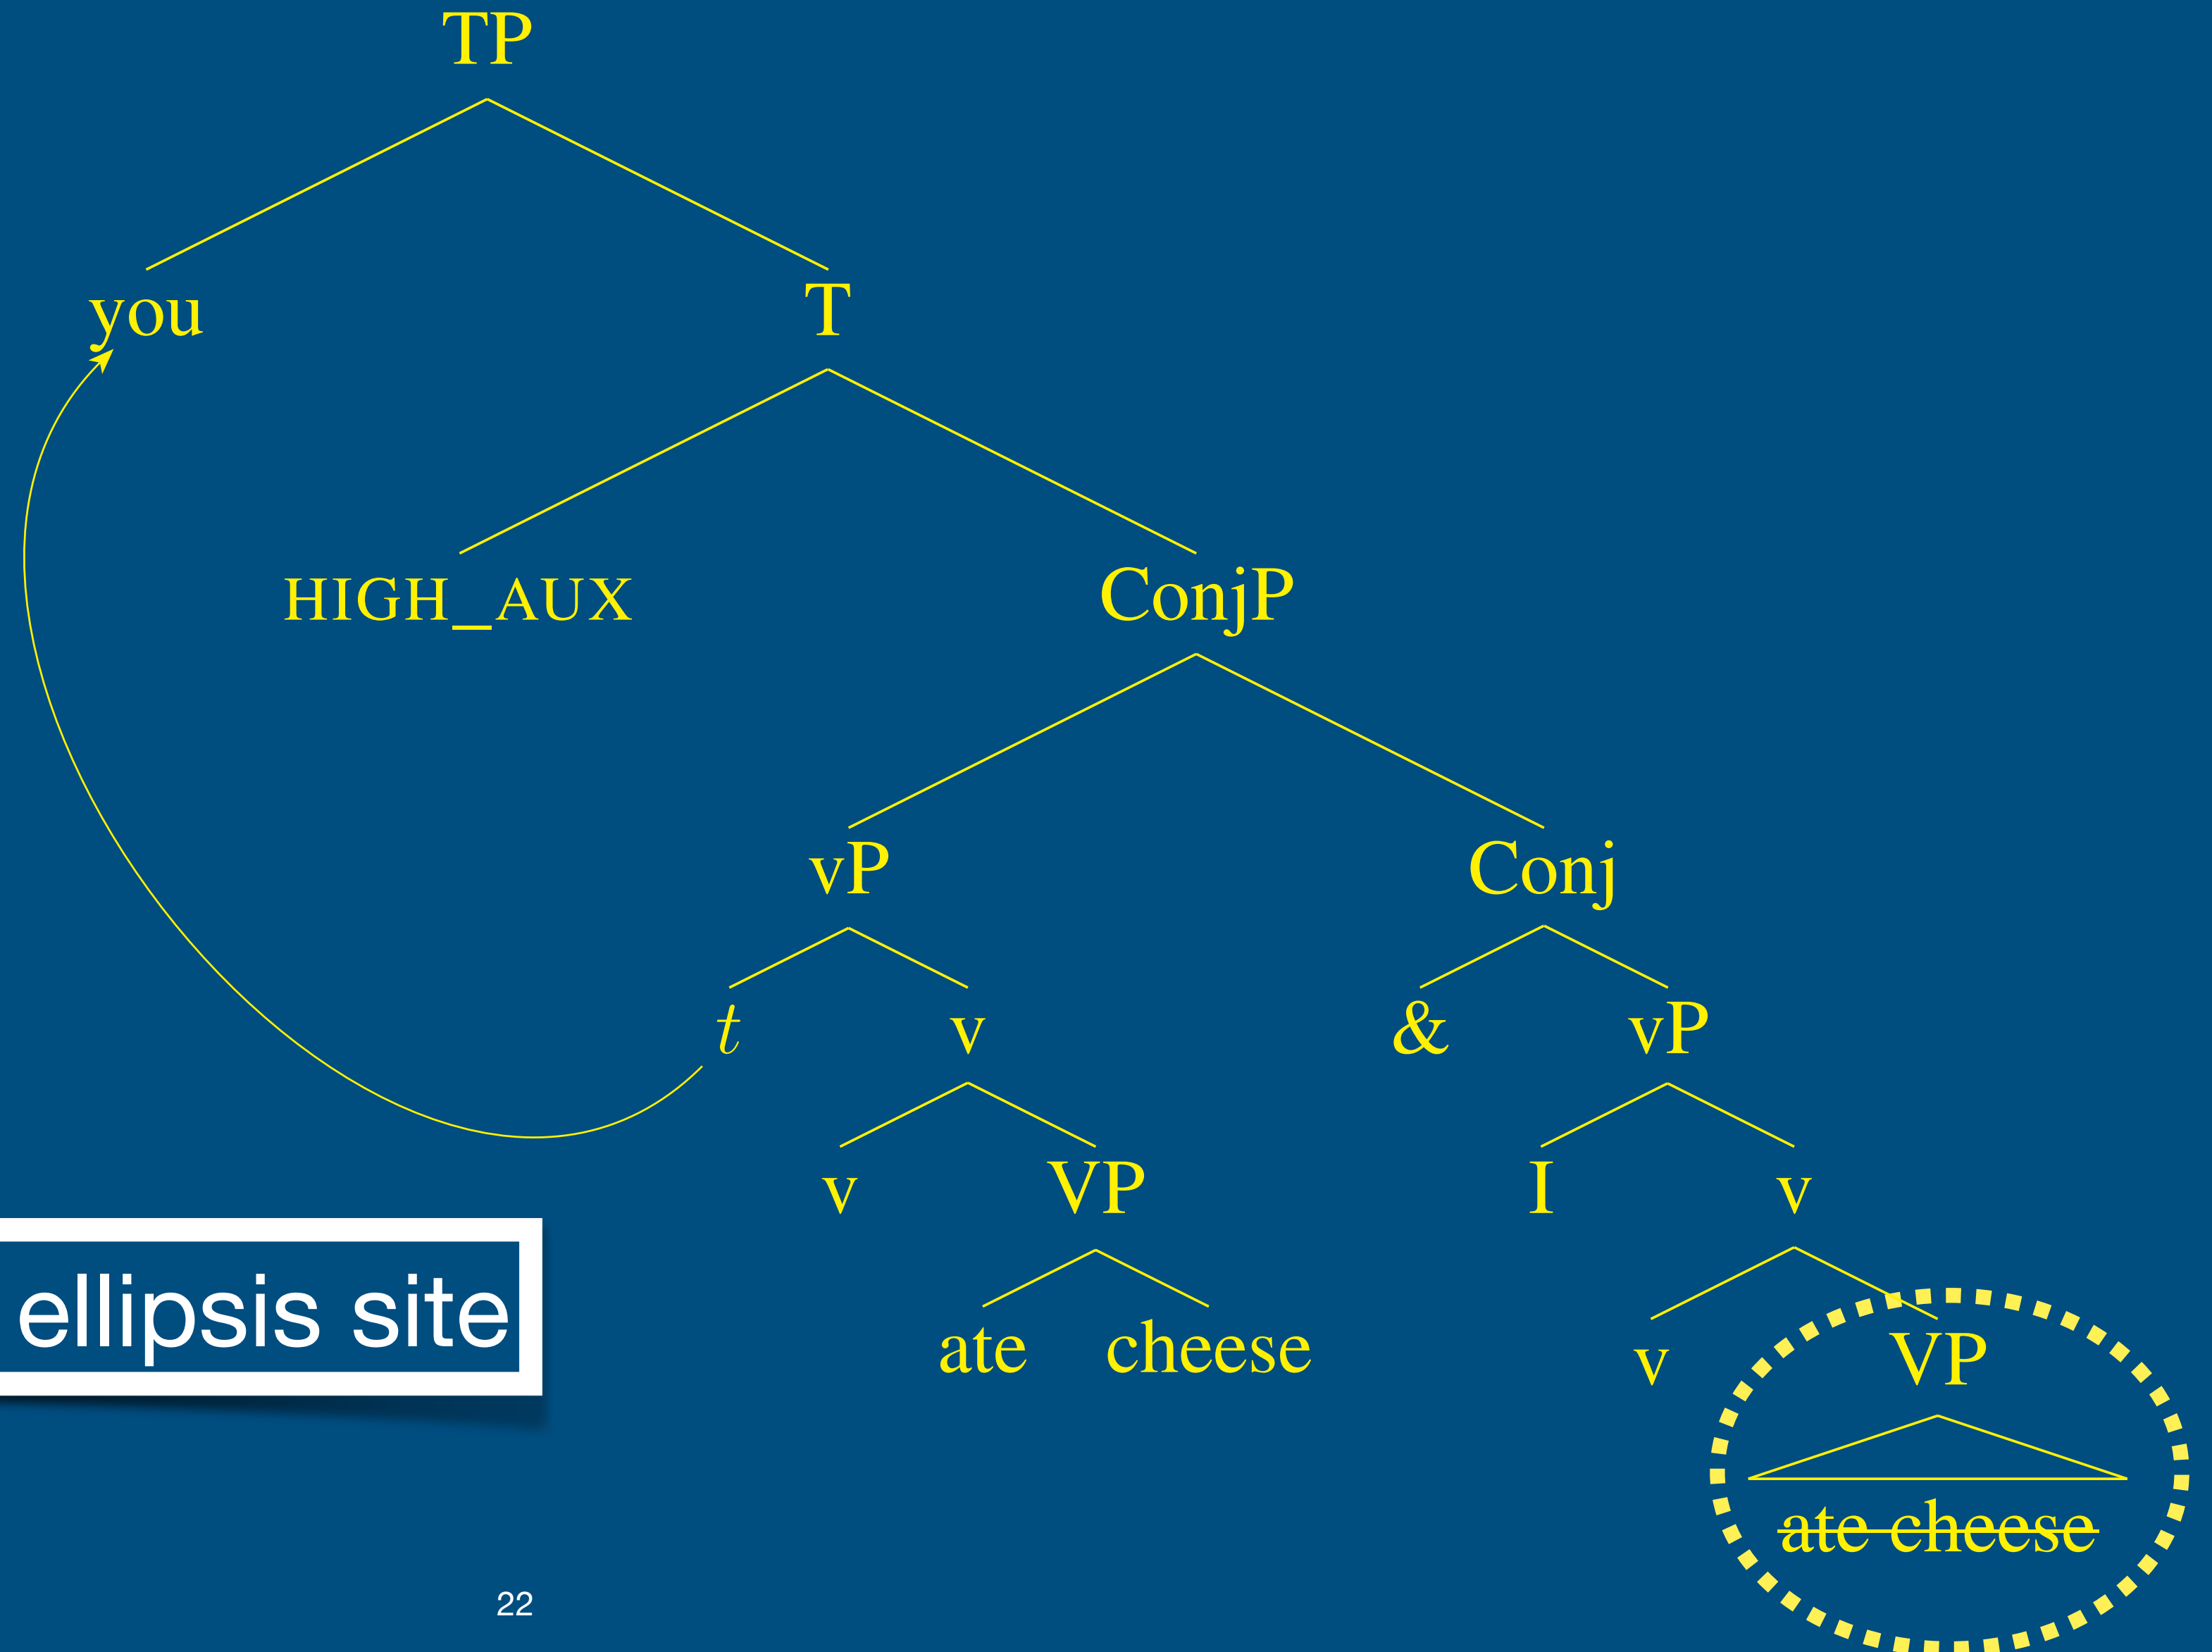 TP
you T
HIGH_AUX ConjP
vP Conj
t v & vP
v VP I v
ellipsis site
ate cheese v VP
ate cheese
22